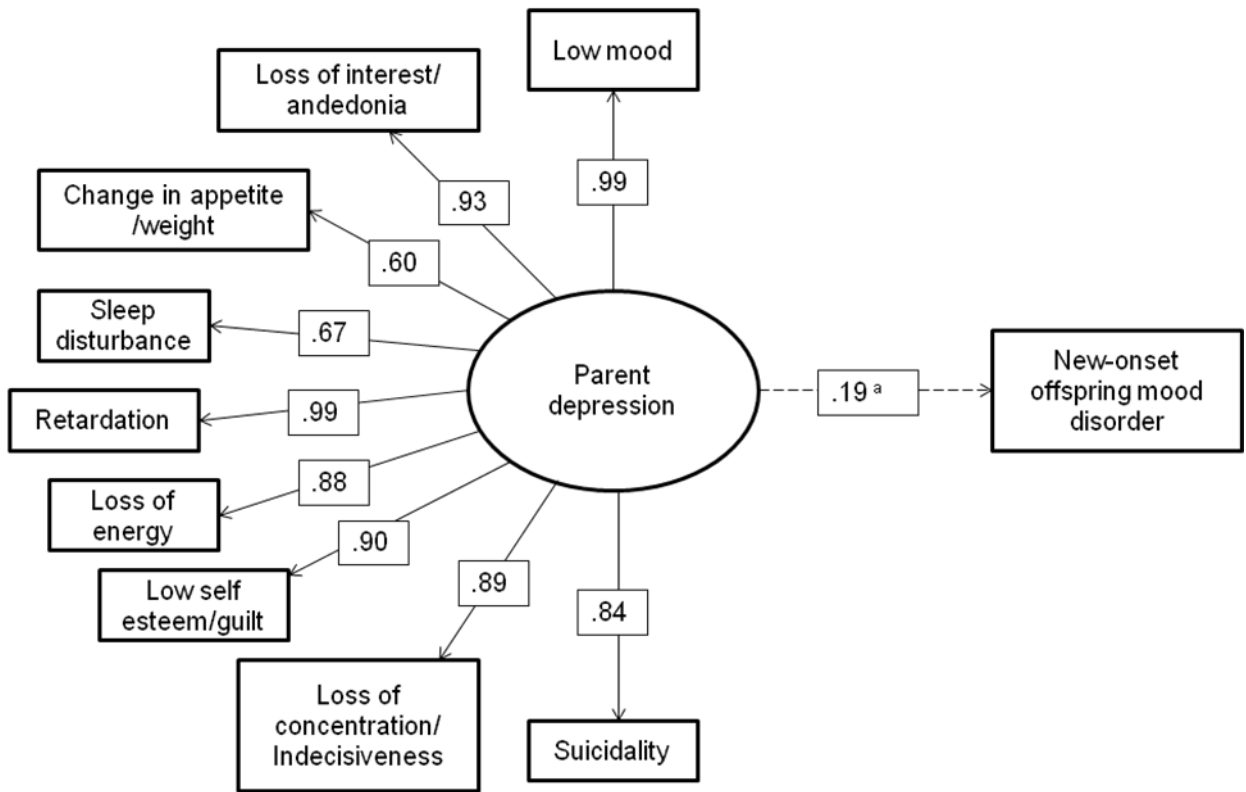 Low mood
Loss of interest/
andedonia
.99
Change in appetite
/weight
.93
.60
Sleep
disturbance
.67
Parent
depression
.19 a
New-onset
offspring mood
disorder
Retardation
.99
Loss of
energy
.88
.90
Low self
esteem/guilt
.89
.84
Loss of
concentration/
Indecisiveness
Suicidality